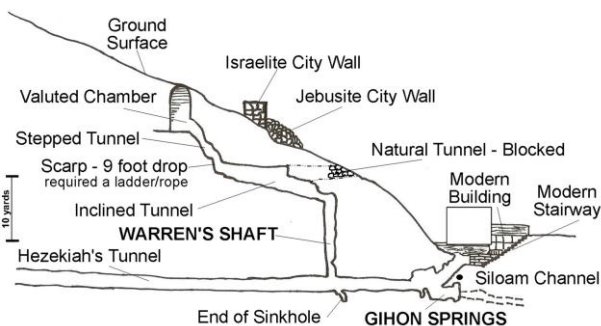 Ground
Surface
Israelite City Wall
Valuted Chamber
Jebusite City Wall
Stepped Tunnel
Natural Tunnel - Blocked
Scarp - 9 foot drop
required a ladder/rope
Modern
Building
Modern
Stairway
10 yards
Inclined Tunnel
WARREN'S SHAFT
Hezekiah's Tunnel
Siloam Channel
End of Sinkhole
GIHON SPRINGS